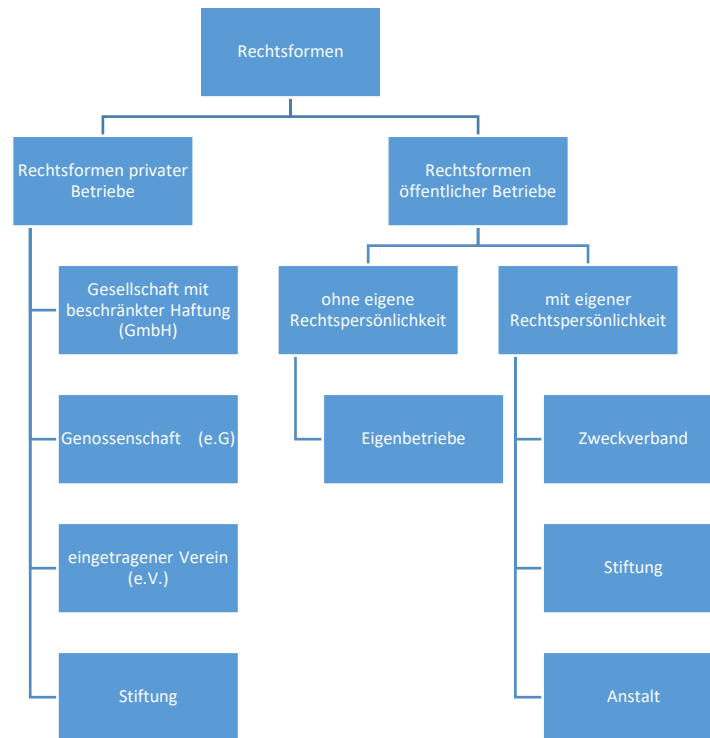 Rechtsformen
Rechtsformen privater
Betriebe
Rechtsformen
öffentlicher Betriebe
Gesellschaft mit
beschränkter Haftung
(GmbH)
ohne eigene
Rechtspersönlichkeit
mit eigener
Rechtspersönlichkeit
Genossenschaft (e.G)
Eigenbetriebe
Zweckverband
eingetragener Verein
(e.V.)
Stiftung
Stiftung
Anstalt